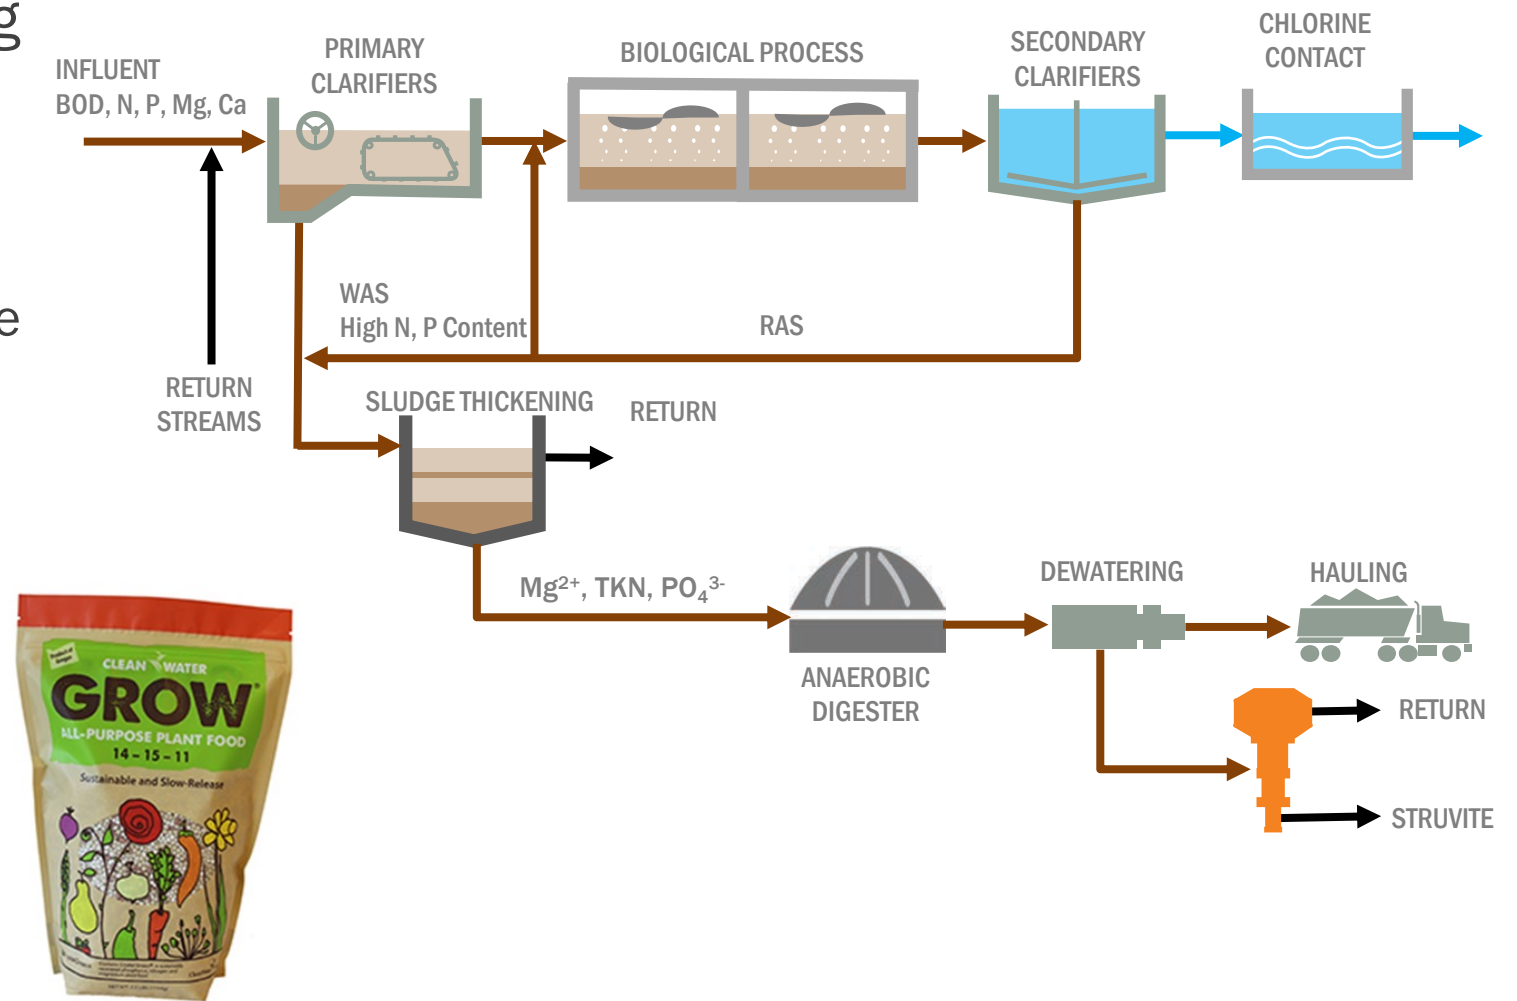 g
e
PRIMARY
CLARIFIERS
BIOLOGICAL PROCESS
SECONDARY
CLARIFIERS
CHLORINE
CONTACT
INFLUENT
BOD, N, P, Mg, Ca
WAS
High N, P Content
RAS
RETURN
STREAMS
SLUDGE THICKENING
RETURN
Mg²⁺, TKN, PO₄³⁻
ANAEROBIC
DIGESTER
DEWATERING
HAULING
RETURN
STRUVITE
CLEAN WATER
GROW
ALL-PURPOSE PLANT FOOD
14 – 15 – 11
Sustainable and Slow-Release